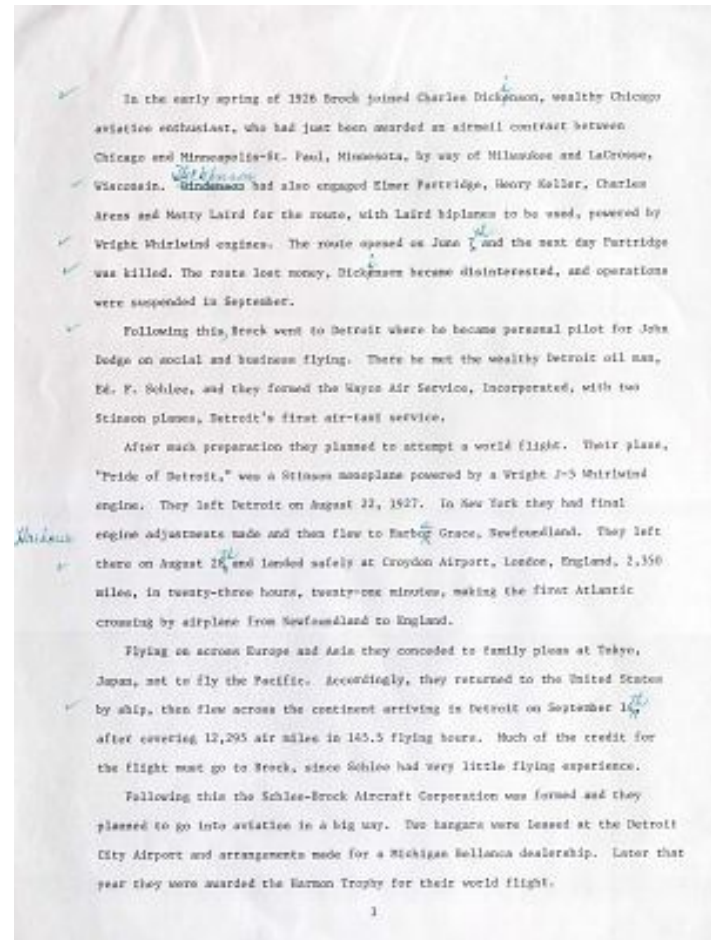 In the early spring of 1926 Brock joined Charles Dickenson, wealthy Chicago
i
aviation enthusiast, who had just been awarded an airmail contract between
Chicago and Minneapolis-St. Paul, Minnesota, by way of Milwaukee and LaCrosse,
Dickinson
Wisconsin. had also engaged Elmer Partridge, Henry Keller, Charles
Arens and Matty Laird for the route, with Laird biplanes to be used, powered by
Wright Whirlwind engines. The route opened on June 7th and the next day Partridge
i
was killed. The route lost money, Dickenson became disinterested, and operations
were suspended in September.
Following this, Brock went to Detroit where he became personal pilot for John
Dodge on social and business flying. There he met the wealthy Detroit oil man,
Ed. F. Schlee, and they formed the Wayco Air Service, Incorporated, with two
Stinson planes, Detroit's first air-taxi service.
After much preparation they planned to attempt a world flight. Their plane,
"Pride of Detroit," was a Stinson monoplane powered by a Wright J-5 Whirlwind
engine. They left Detroit on August 22, 1927. In New York they had final
Harbour engine adjustments made and then flew to Harbor Grace, Newfoundland. They left
there on August th and landed safely at Croydon Airport, London, England, 2,350
miles, in twenty-three hours, twenty-one minutes, making the first Atlantic
crossing by airplane from Newfoundland to England.
Flying on across Europe and Asia they conceded to family pleas at Tokyo,
Japan, not to fly the Pacific. Accordingly, they returned to the United States
by ship, then flew across the continent arriving in Detroit on September th
after covering 12,295 air miles in 145.5 flying hours. Much of the credit for
the flight must go to Brock, since Schlee had very little flying experience.
Following this the Schlee-Brock Aircraft Corporation was formed and they
planned to go into aviation in a big way. Two hangars were leased at the Detroit
City Airport and arrangements made for a Michigan Bellanca dealership. Later that
year they were awarded the Harmon Trophy for their world flight.